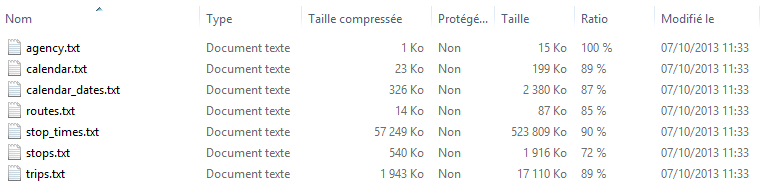 Nom Type Taille compressée Protégé... Taille Ratio Modifié le
agency.txt Document texte 1 Ko Non 15 Ko 100 % 07/10/2013 11:33
calendar.txt Document texte 23 Ko Non 199 Ko 89 % 07/10/2013 11:33
calendar_dates.txt Document texte 326 Ko Non 2 380 Ko 87 % 07/10/2013 11:33
routes.txt Document texte 14 Ko Non 87 Ko 85 % 07/10/2013 11:33
stop_times.txt Document texte 57 249 Ko Non 523 809 Ko 90 % 07/10/2013 11:33
stops.txt Document texte 540 Ko Non 1 916 Ko 72 % 07/10/2013 11:33
trips.txt Document texte 1 943 Ko Non 17 110 Ko 89 % 07/10/2013 11:33